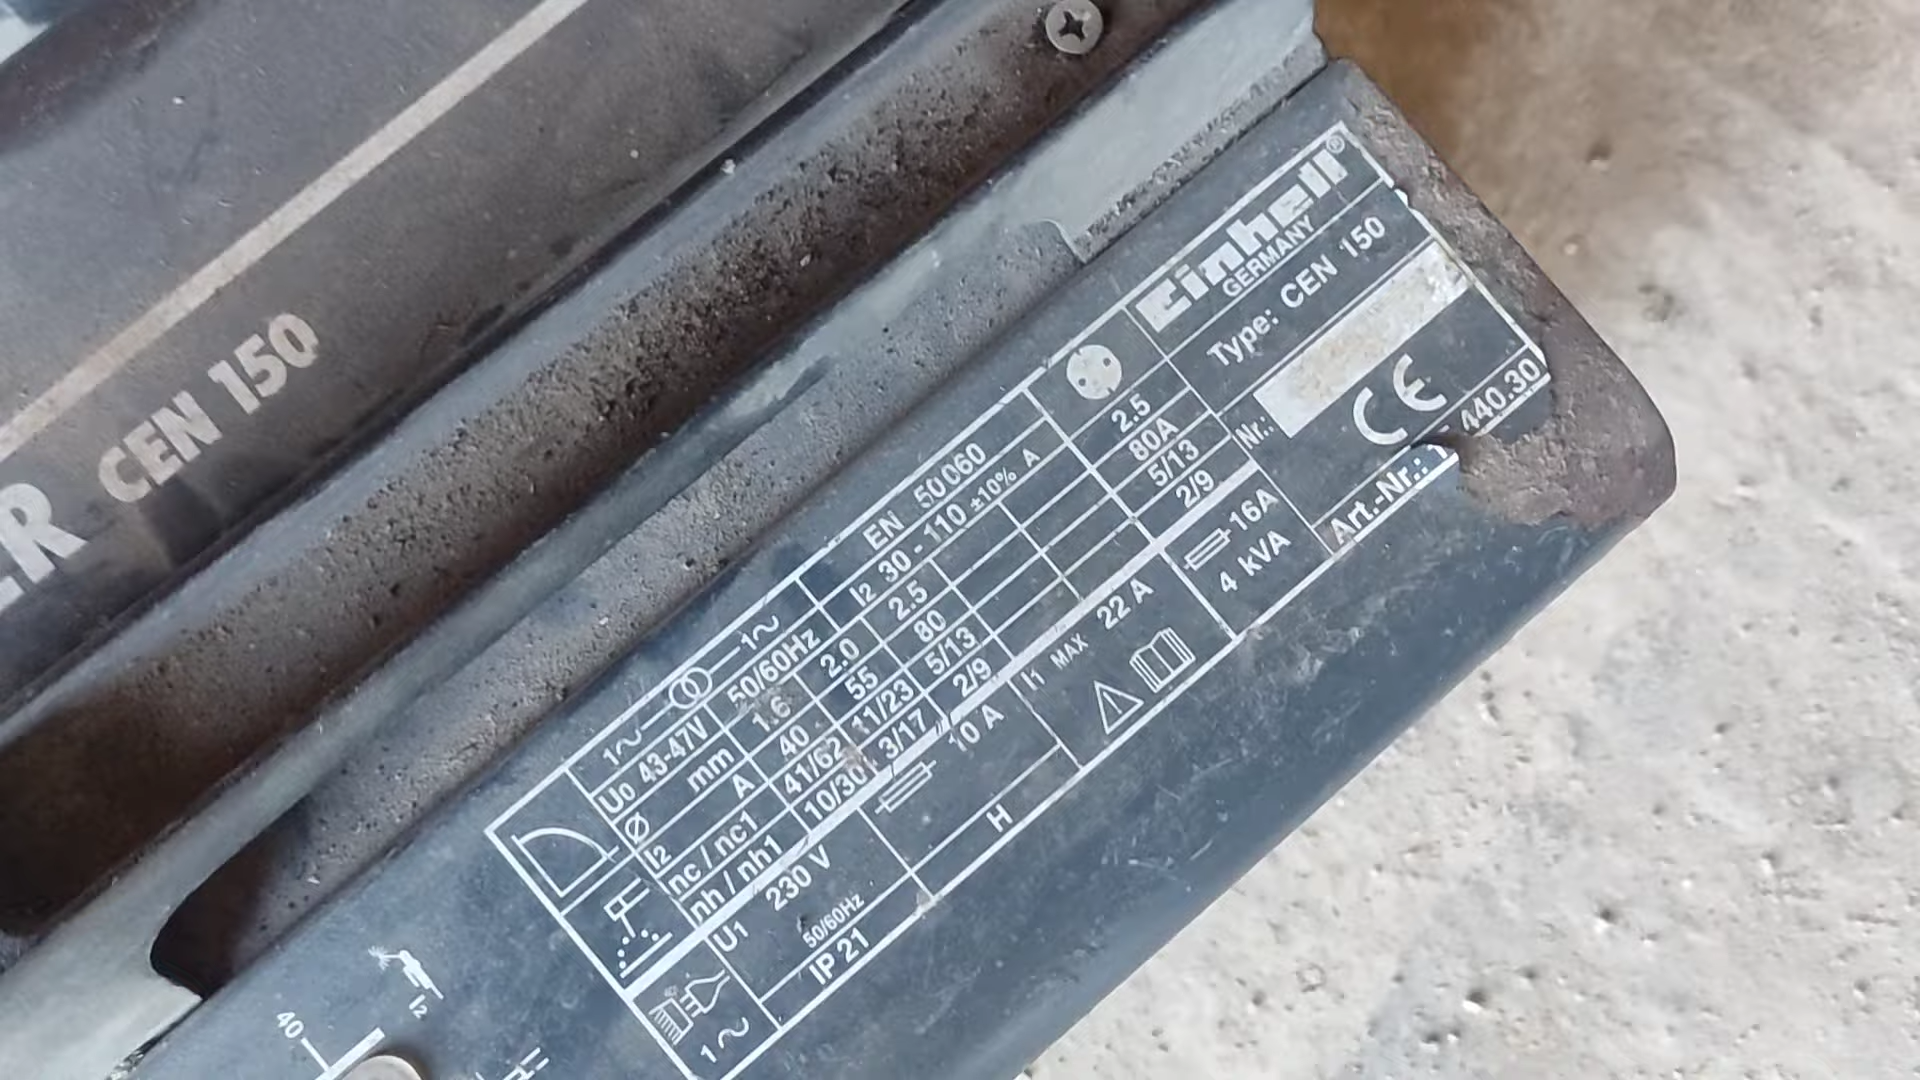 ER CEN 150
Einhell®
GERMANY
Type: CEN 150
Nr.:
CE
Art.-Nr.: 1
440.30
1~ 1~ EN 50060
U0 43-47V 50/60Hz I2 30 - 110 ±10% A
Ø mm 1.6 2.0 2.5 2.5
I2 A 40 55 80 80A
nc / nc1 41/62 11/23 5/13 5/13
nh / nh1 10/30 3/17 2/9 2/9
U1 230 V 10 A I1 MAX 22 A 16A
50/60Hz 4 kVA
1~ IP 21 H
40
I2